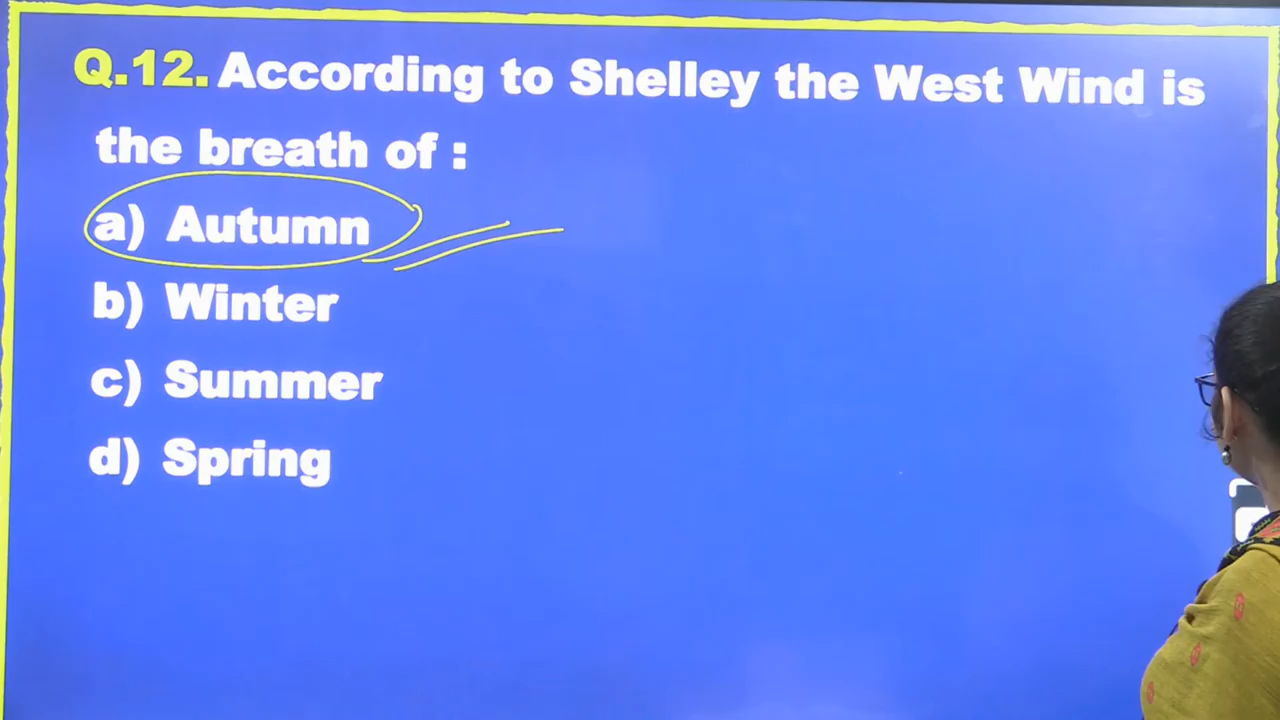 Q.12. According to Shelley the West Wind is
the breath of :
a) Autumn
b) Winter
c) Summer
d) Spring